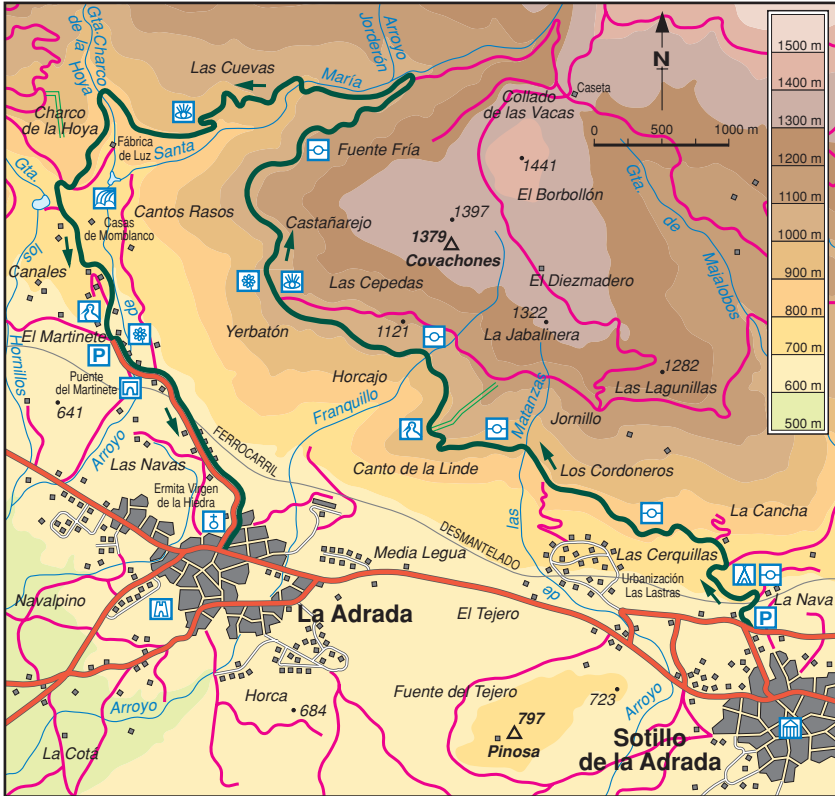 Gta. Charco
de la Hoya
Arroyo
Jorderón
Las Cuevas
María
Charco
de la Hoya
Fábrica
de Luz
Santa
Fuente Fría
Collado
de las Vacas
Caseta
N
0 500 1000 m
1441
El Borbollón
Gta.
de
Majalobos
1500 m
1400 m
1300 m
1200 m
1100 m
1000 m
900 m
800 m
700 m
600 m
500 m
Gta.
los
Hornillos
Cantos Rasos
Casas
de Momblanco
Castañarejo
1397
1379
Covachones
Canales
Las Cepedas
El Diezmadero
de
El Martinete
Yerbatón
1121
1322
La Jabalinera
P
Puente
del Martinete
641
Horcajo
1282
Las Lagunillas
Franquillo
Matanzas
Jornillo
Arroyo
Las Navas
FERROCARRIL
Canto de la Linde
Los Cordoneros
Ermita Virgen
de la Hiedra
las
La Cancha
DESMANTELADO
Media Legua
Las Cerquillas
Urbanización
Las Lastras
de
La Nava
P
Navalpino
La Adrada
El Tejero
Arroyo
Horca
684
Fuente del Tejero
723
Arroyo
797
Pinosa
Sotillo
de la Adrada
La Cotá